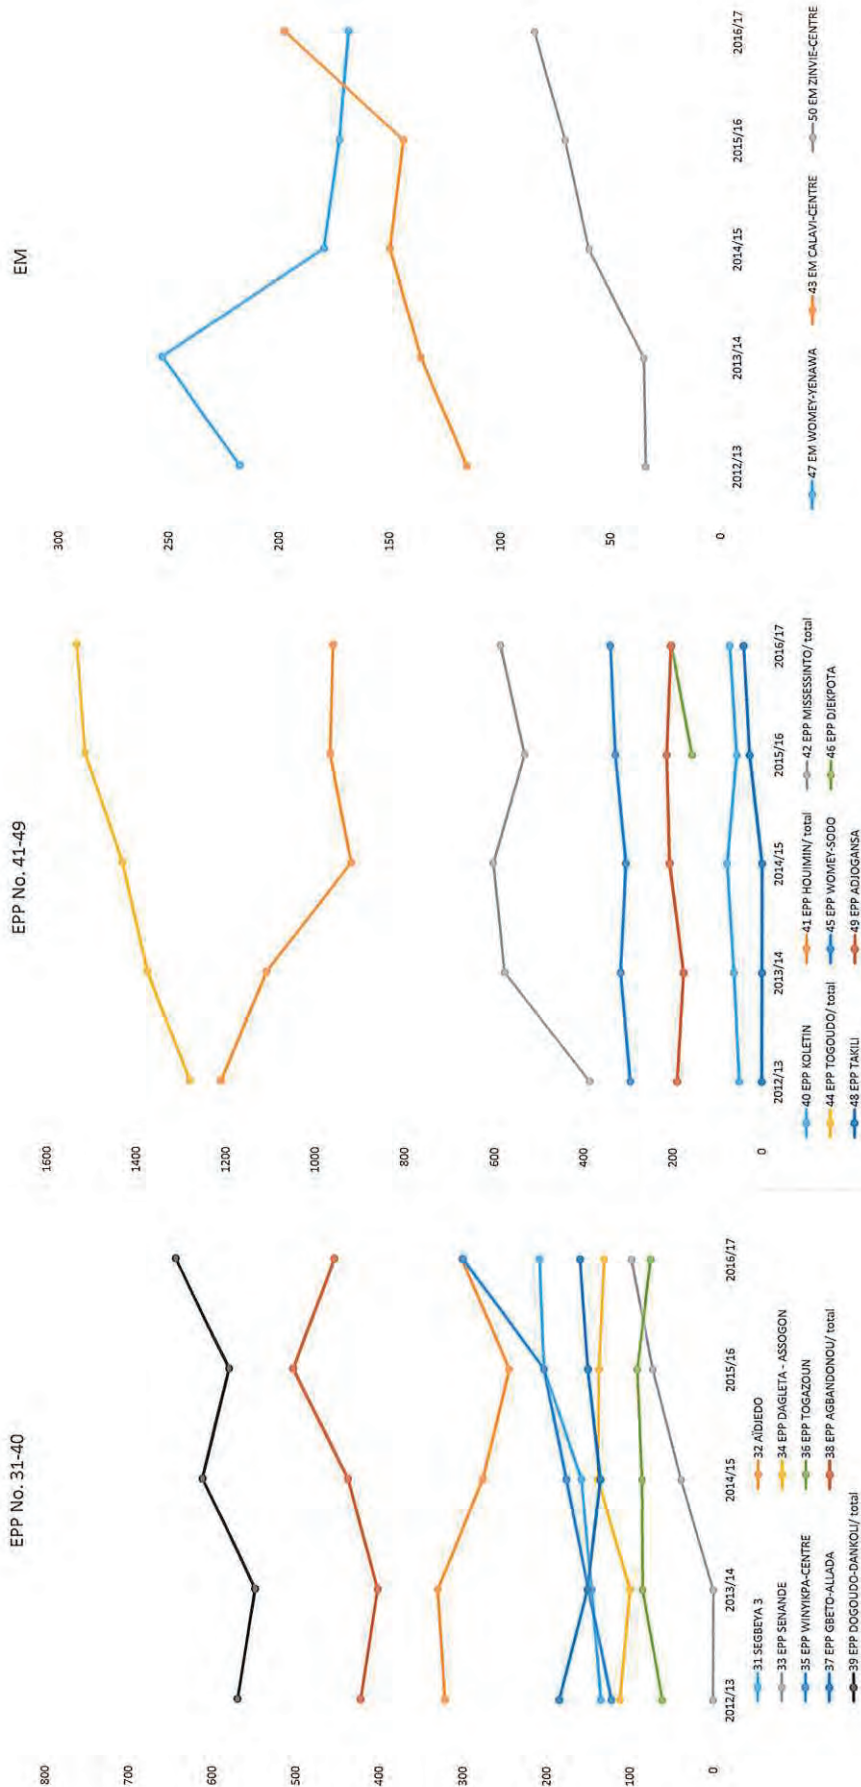 EPP No. 31-40
800
700
600
500
400
300
200
100
0
2012/13
2013/14
2014/15
2015/16
2016/17
31 SEGBEYA 3
32 AÏDJEDO
33 EPP SENANDE
34 EPP DAGLETA - ASSOGON
35 EPP WINYIKPA-CENTRE
36 EPP TOGAZOUN
37 EPP GBETO-ALLADA
38 EPP AGBANDONOU/ total
39 EPP DOGOUDO-DANKOLI/ total
EPP No. 41-49
1600
1400
1200
1000
800
600
400
200
0
2012/13
2013/14
2014/15
2015/16
2016/17
40 EPP KOLETIN
41 EPP HOUIMIN/ total
42 EPP MISSESSINTO/ total
44 EPP TOGOUDO/ total
45 EPP WOMEY-SODO
46 EPP DJEKPOTA
48 EPP TAKILI
49 EPP ADJOGANSA
EM
300
250
200
150
100
50
0
2012/13
2013/14
2014/15
2015/16
2016/17
47 EM WOMEY-YENAWA
43 EM CALAVI-CENTRE
50 EM ZINVIE-CENTRE